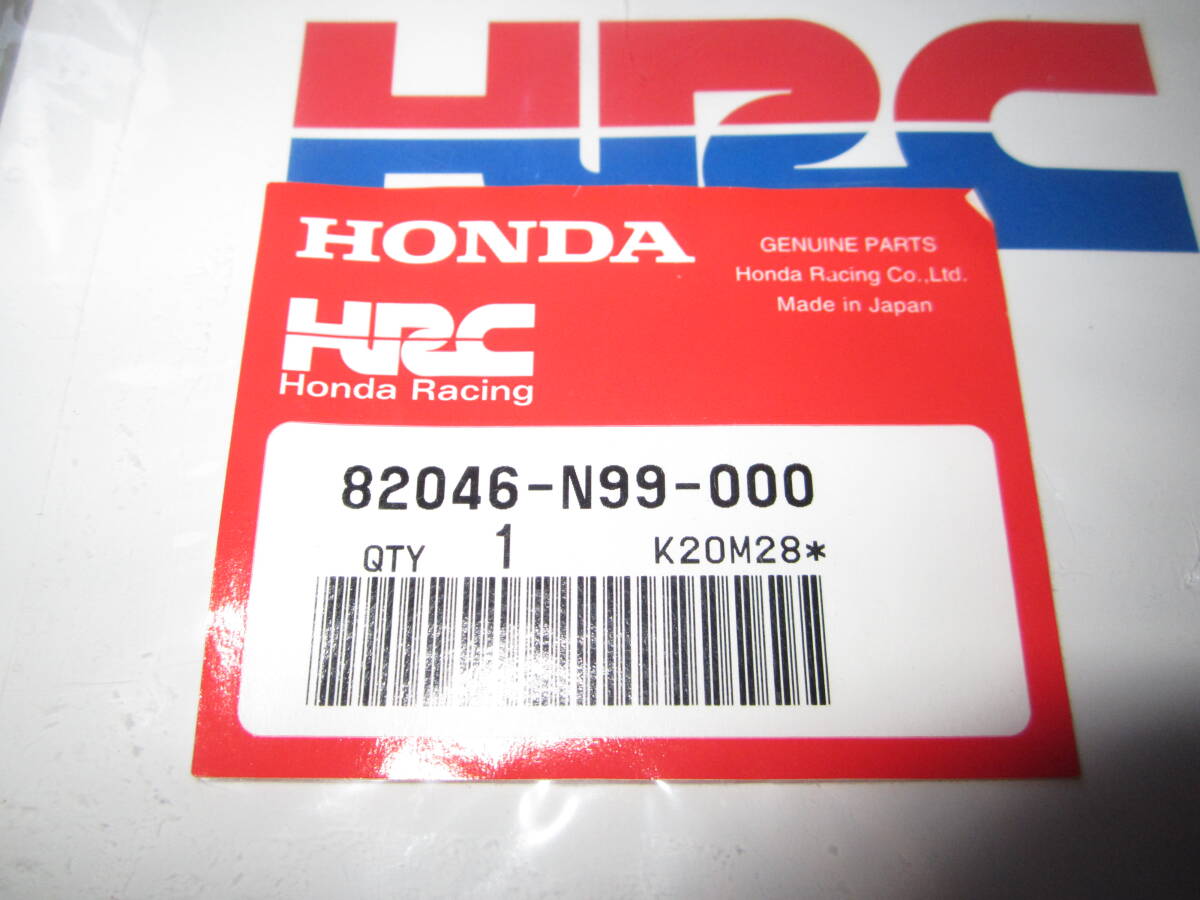 HRC
HONDA
GENUINE PARTS
Honda Racing Co.,Ltd.
Made in Japan
HRC
Honda Racing
82046-N99-000
QTY 1 K20M28*